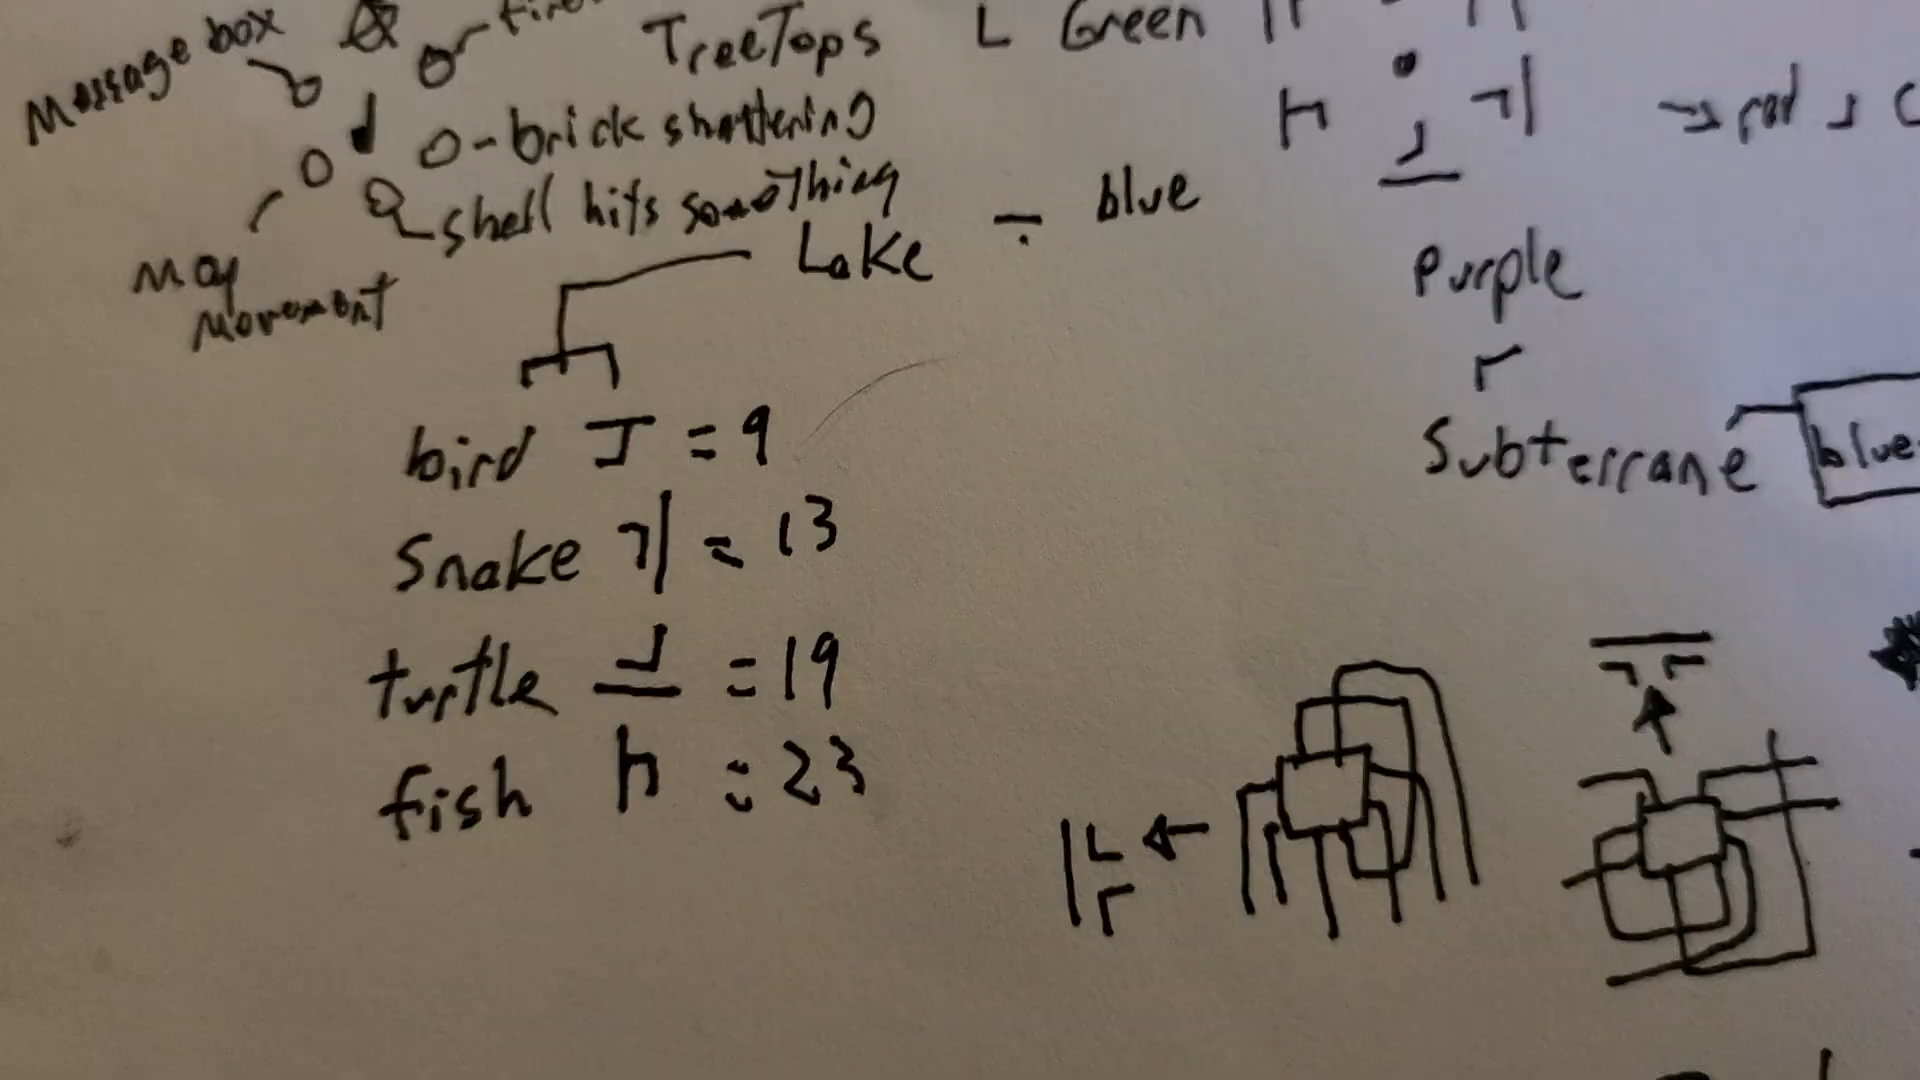 Message box
TreeTops
Green
brick shattering
shell hits something
May
Movement
Lake
blue
Purple
Subterrane
blue
bird = 9
Snake = 13
turtle = 19
fish = 23